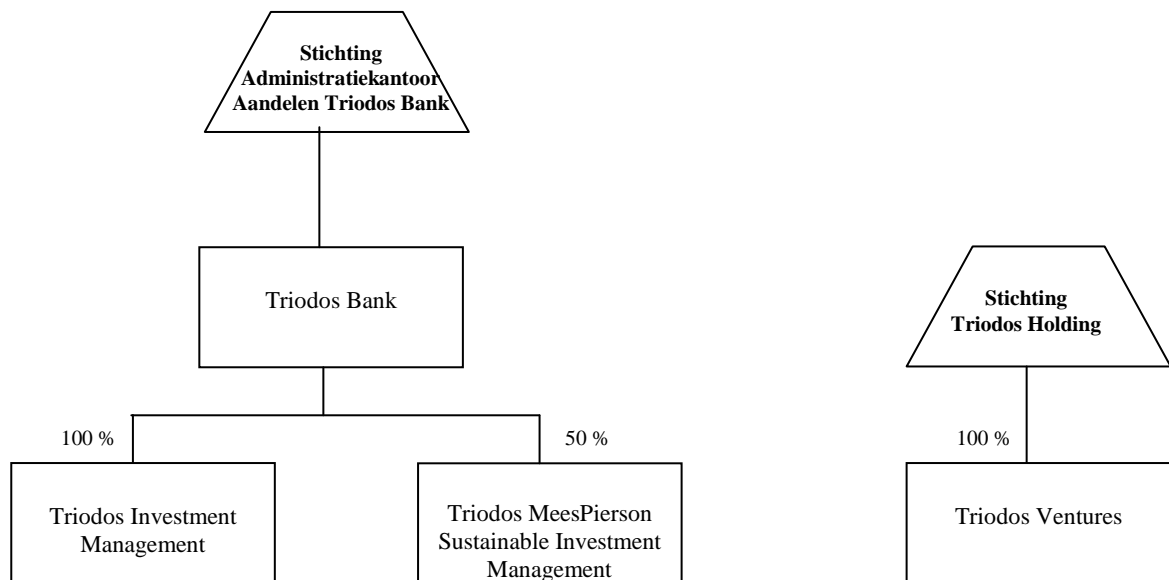 Stichting
Administratiekantoor
Aandelen Triodos Bank
Triodos Bank
Stichting
Triodos Holding
100 %
50 %
100 %
Triodos Investment
Management
Triodos MeesPierson
Sustainable Investment
Management
Triodos Ventures